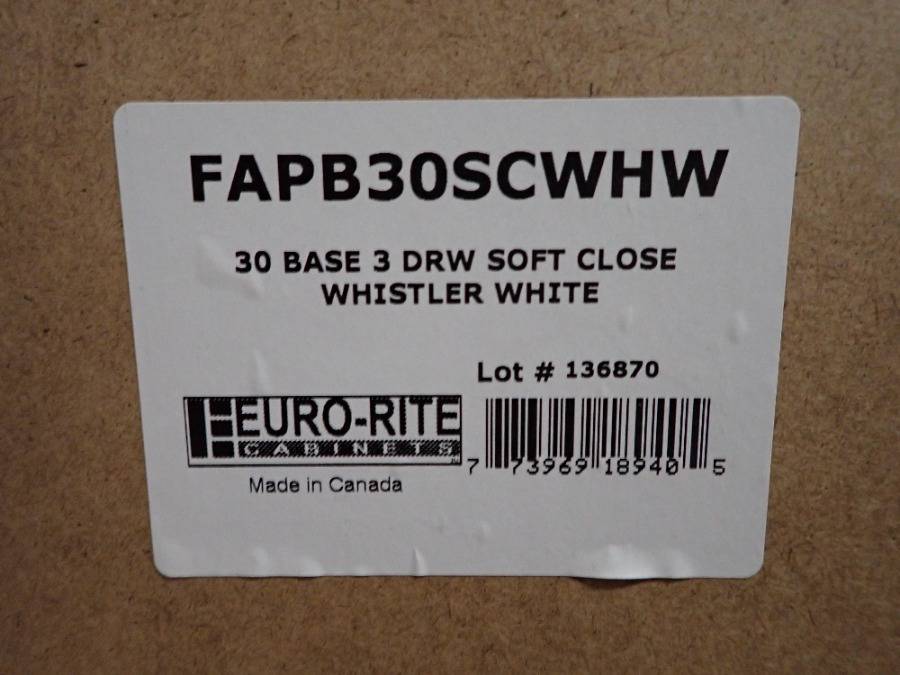 FAPB30SCWHW
30 BASE 3 DRW SOFT CLOSE
WHISTLER WHITE
Lot # 136870
EURO-RITE
CABINETS
Made in Canada
7 73969 18940 5